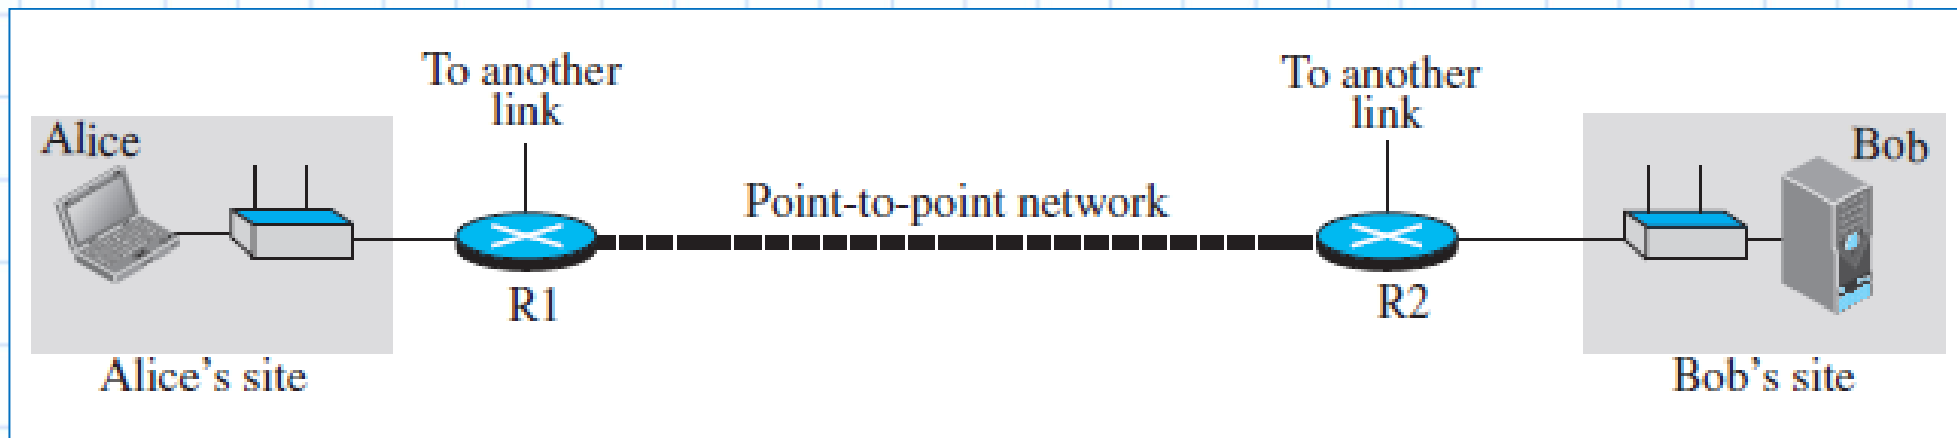 To another
link
To another
link
Alice
Bob
Point-to-point network
R1
R2
Alice's site
Bob's site